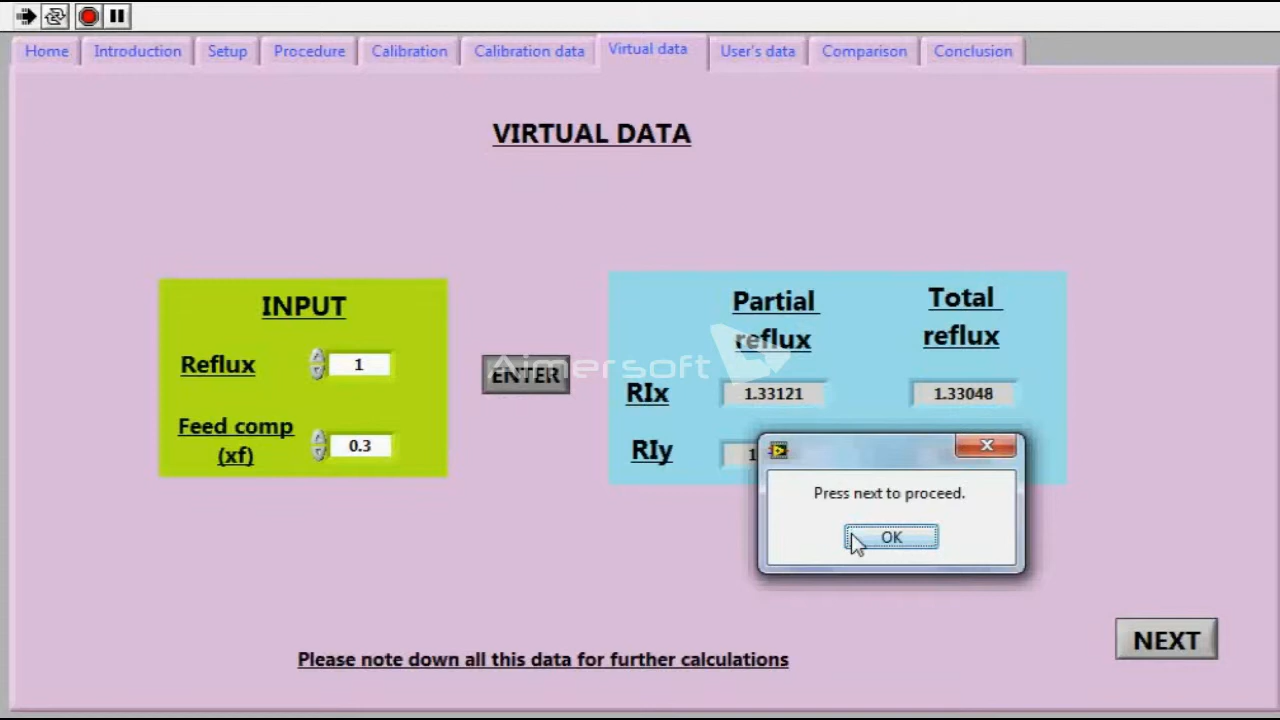 Home Introduction Setup Procedure Calibration Calibration data Virtual data User's data Comparison Conclusion
VIRTUAL DATA
INPUT
Reflux 1
Feed comp
(xf) 0.3
ENTER
Aimersoft
Partial Total
reflux reflux
RIx 1.33121 1.33048
RIy 1
Press next to proceed.
OK
NEXT
Please note down all this data for further calculations